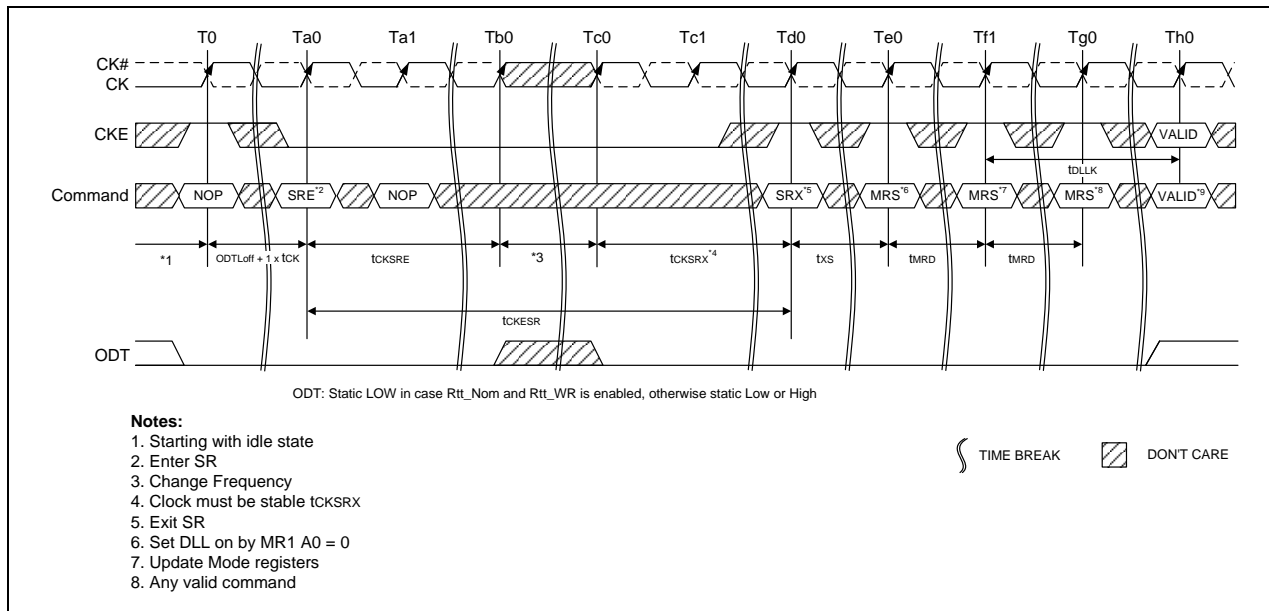 T0 Ta0 Ta1 Tb0 Tc0 Tc1 Td0 Te0 Tf1 Tg0 Th0
CK#
CK
CKE VALID
tDLLK
Command NOP SRE*2 NOP SRX*5 MRS*6 MRS*7 MRS*8 VALID*9
*1 ODTLoff + 1 x tCK tCKSRE *3 tCKSRX*4 tXS tMRD tMRD
tCKESR
ODT
ODT: Static LOW in case Rtt_Nom and Rtt_WR is enabled, otherwise static Low or High
Notes:
1. Starting with idle state
2. Enter SR
3. Change Frequency
4. Clock must be stable tCKSRX
5. Exit SR
6. Set DLL on by MR1 A0 = 0
7. Update Mode registers
8. Any valid command
TIME BREAK DON'T CARE